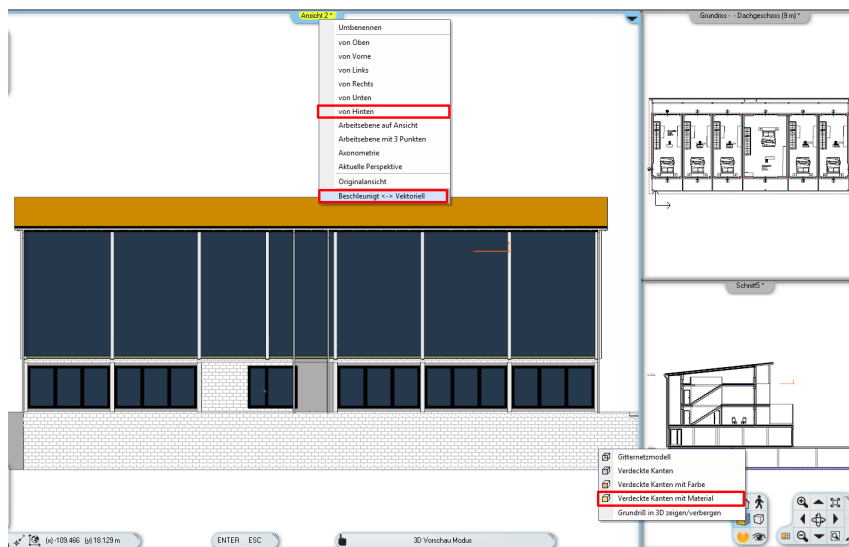 Ansicht 2 *
Umbenennen
von Oben
von Vorne
von Links
von Rechts
von Unten
von Hinten
Arbeitsebene auf Ansicht
Arbeitsebene mit 3 Punkten
Axonometrie
Aktuelle Perspektive
Originalansicht
Beschleunigt <-> Vektoriell
Grundriss - - Dachgeschoss (9 m) *
Schnitt5 *
Gitternetzmodell
Verdeckte Kanten
Verdeckte Kanten mit Farbe
Verdeckte Kanten mit Material
Grundriß in 3D zeigen/verbergen
(x) -109.466 (y) 18.129 m
ENTER ESC
3D Vorschau Modus